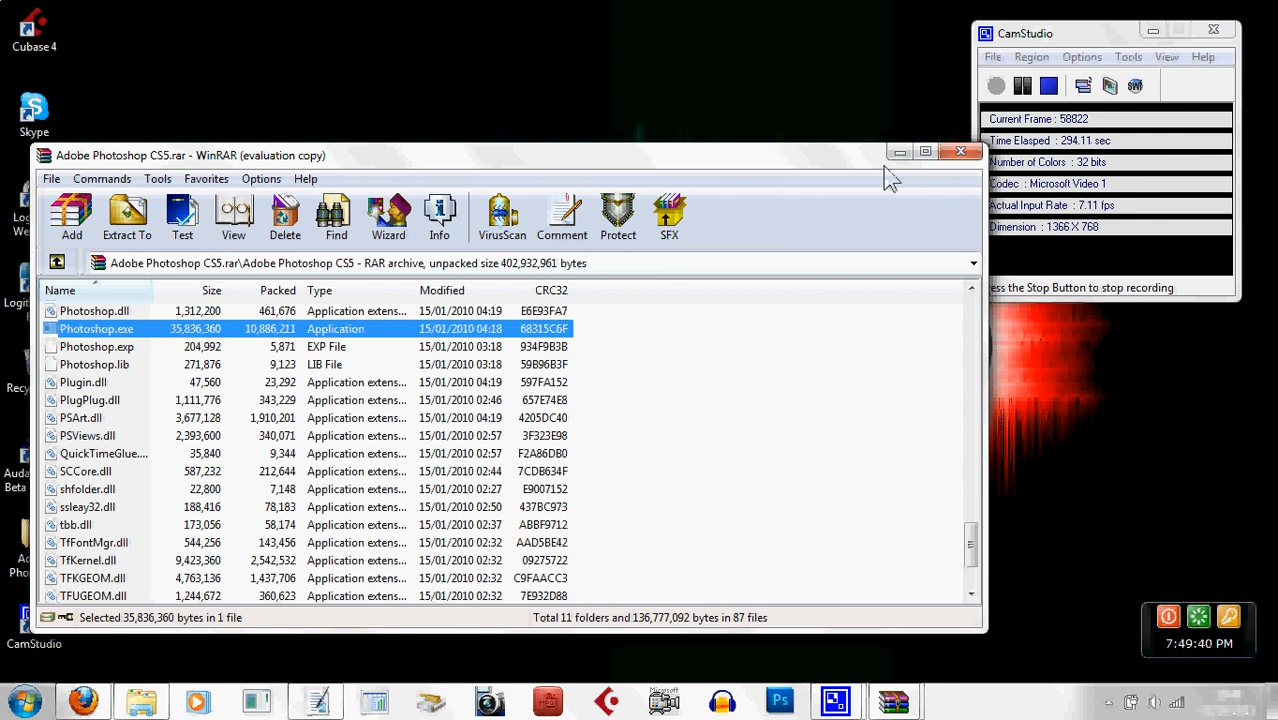 Cubase 4
Skype
CamStudio
File Region Options Tools View Help
Current Frame : 58822
Time Elasped : 294.11 sec
Number of Colors : 32 bits
Codec : Microsoft Video 1
Actual Input Rate : 7.11 fps
Dimension : 1366 X 768
ress the Stop Button to stop recording
Adobe Photoshop CS5.rar - WinRAR (evaluation copy)
File Commands Tools Favorites Options Help
Add Extract To Test View Delete Find Wizard Info VirusScan Comment Protect SFX
Adobe Photoshop CS5.rar\Adobe Photoshop CS5 - RAR archive, unpacked size 402,932,961 bytes
Name Size Packed Type Modified CRC32
Photoshop.dll 1,312,200 461,676 Application extens... 15/01/2010 04:19 E6E93FA7
Photoshop.exe 35,836,360 10,886,211 Application 15/01/2010 04:18 68315C6F
Photoshop.exp 204,992 5,871 EXP File 15/01/2010 03:18 934F9B3B
Photoshop.lib 271,876 9,123 LIB File 15/01/2010 03:18 59B96B3F
Plugin.dll 47,560 23,292 Application extens... 15/01/2010 04:19 597FA152
PlugPlug.dll 1,111,776 343,229 Application extens... 15/01/2010 02:46 657E74E8
PSArt.dll 3,677,128 1,910,201 Application extens... 15/01/2010 04:19 4205DC40
PSViews.dll 2,393,600 340,071 Application extens... 15/01/2010 02:57 3F323E98
QuickTimeGlue.... 35,840 9,344 Application extens... 15/01/2010 02:57 F2A86DB0
SCCore.dll 587,232 212,644 Application extens... 15/01/2010 02:44 7CDB634F
shfolder.dll 22,800 7,148 Application extens... 15/01/2010 02:27 E9007152
ssleay32.dll 188,416 78,183 Application extens... 15/01/2010 02:50 437BC973
tbb.dll 173,056 58,174 Application extens... 15/01/2010 02:37 ABBF9712
TfFontMgr.dll 544,256 143,456 Application extens... 15/01/2010 02:32 AAD5BE42
TfKernel.dll 9,423,360 2,542,532 Application extens... 15/01/2010 02:32 09275722
TFKGEOM.dll 4,763,136 1,437,706 Application extens... 15/01/2010 02:32 C9FAACC3
TFUGEOM.dll 1,244,672 360,623 Application extens... 15/01/2010 02:32 7E932D88
Selected 35,836,360 bytes in 1 file Total 11 folders and 136,777,092 bytes in 87 files
Lo
We
Logit
H
Recy
Auda
Beta
Ac
Phot
CamStudio
7:49:40 PM
MP3
Microsoft
Ps